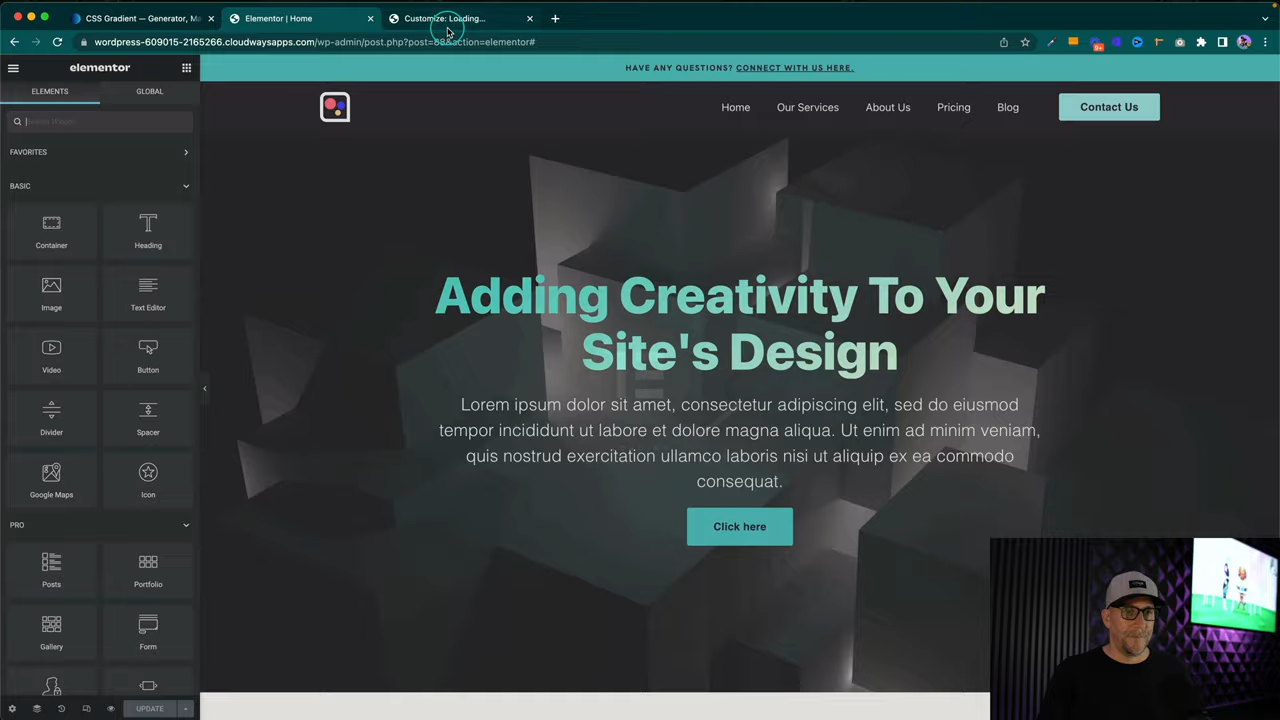 CSS Gradient — Generator, Ma
Elementor | Home
Customize: Loading...
wordpress-609015-2165266.cloudwaysapps.com/wp-admin/post.php?post=88&action=elementor#
elementor
ELEMENTS
GLOBAL
Search Widget...
FAVORITES
BASIC
Container
Heading
Image
Text Editor
Video
Button
Divider
Spacer
Google Maps
Icon
PRO
Posts
Portfolio
Gallery
Form
UPDATE
HAVE ANY QUESTIONS? CONNECT WITH US HERE.
Home
Our Services
About Us
Pricing
Blog
Contact Us
Adding Creativity To Your
Site's Design
Lorem ipsum dolor sit amet, consectetur adipiscing elit, sed do eiusmod
tempor incididunt ut labore et dolore magna aliqua. Ut enim ad minim veniam,
quis nostrud exercitation ullamco laboris nisi ut aliquip ex ea commodo
consequat.
Click here